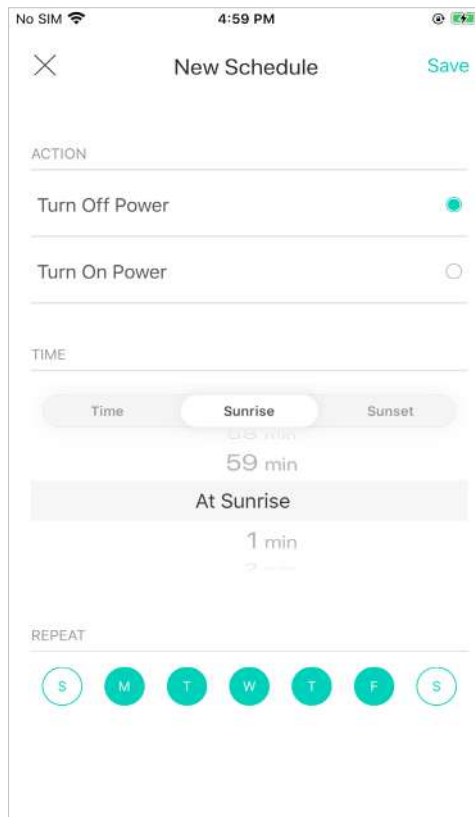 No SIM 4:59 PM
New Schedule Save
ACTION
Turn Off Power
Turn On Power
TIME
Time Sunrise Sunset
59 min
At Sunrise
1 min
REPEAT
S M T W T F S